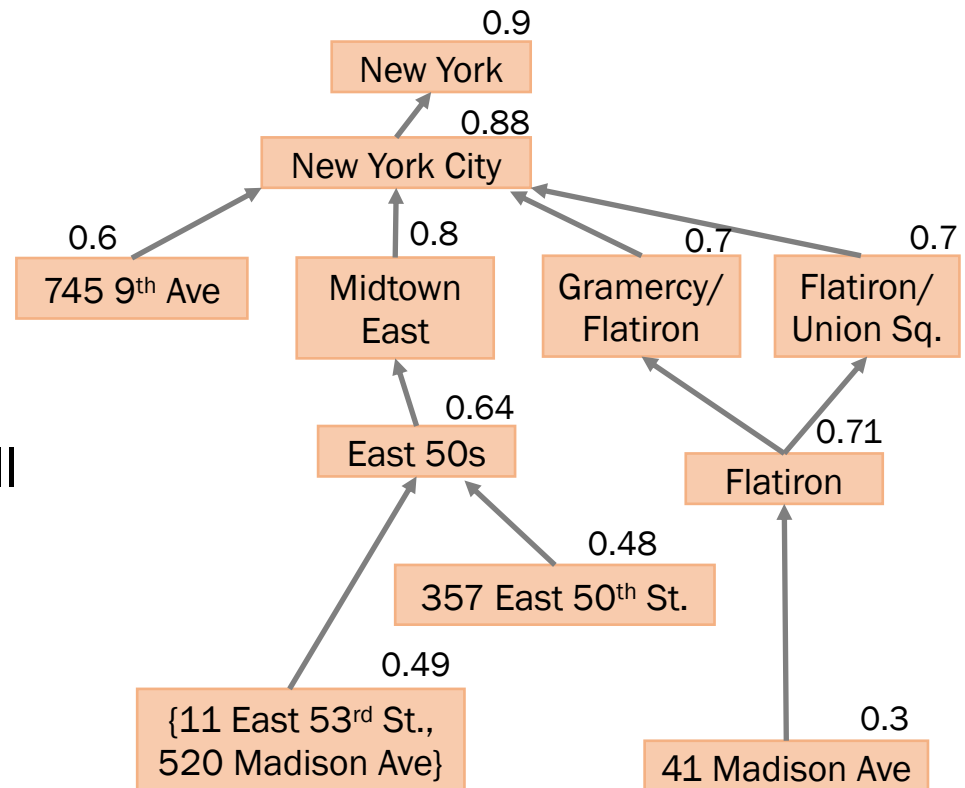 0.9
New York
0.88
New York City
0.6
0.8
0.7
0.7
745 9th Ave
Midtown
East
Gramercy/
Flatiron
Flatiron/
Union Sq.
0.64
East 50s
0.71
Flatiron
ll
0.48
357 East 50th St.
0.49
{11 East 53rd St.,
520 Madison Ave}
0.3
41 Madison Ave